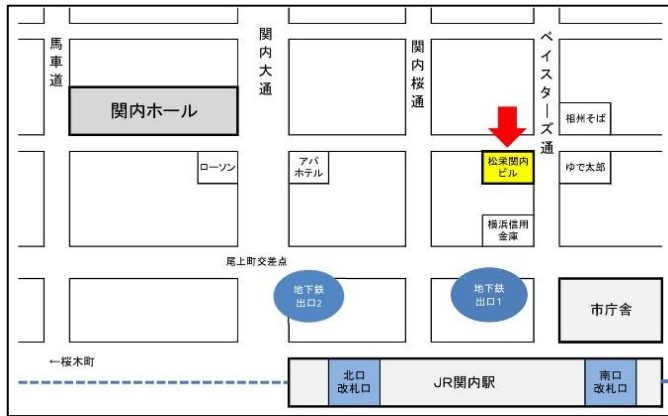 馬車道
関内大通
関内桜通
ベイスターズ通
関内ホール
相州そば
ローソン
アパ
ホテル
松栄関内
ビル
ゆで太郎
横浜信用
金庫
尾上町交差点
地下鉄
出口2
地下鉄
出口1
市庁舎
←桜木町
北口
改札口
JR関内駅
南口
改札口